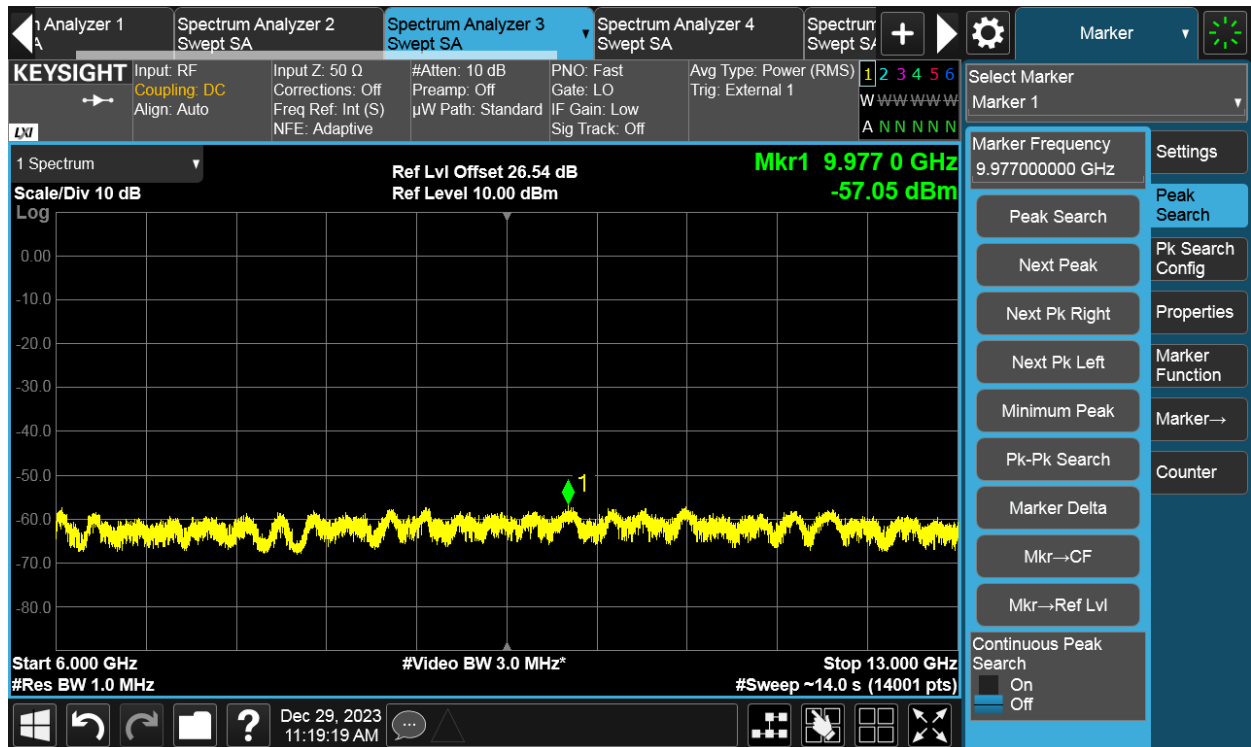 n Analyzer 1
A
Spectrum Analyzer 2
Swept SA
Spectrum Analyzer 3
Swept SA
Spectrum Analyzer 4
Swept SA
Spectrum
Swept SA
+
Marker
KEYSIGHT
LXI
Input: RF
Coupling: DC
Align: Auto
Input Z: 50 Ω
Corrections: Off
Freq Ref: Int (S)
NFE: Adaptive
#Atten: 10 dB
Preamp: Off
µW Path: Standard
PNO: Fast
Gate: LO
IF Gain: Low
Sig Track: Off
Avg Type: Power (RMS)
Trig: External 1
1 2 3 4 5 6
W W W W W W
A N N N N N
1 Spectrum
Scale/Div 10 dB
Log
Ref Lvl Offset 26.54 dB
Ref Level 10.00 dBm
Mkr1 9.977 0 GHz
-57.05 dBm
0.00
-10.0
-20.0
-30.0
-40.0
-50.0
-60.0
-70.0
-80.0
1
Start 6.000 GHz
#Res BW 1.0 MHz
#Video BW 3.0 MHz*
Stop 13.000 GHz
#Sweep ~14.0 s (14001 pts)
Select Marker
Marker 1
Marker Frequency
9.977000000 GHz
Peak Search
Next Peak
Next Pk Right
Next Pk Left
Minimum Peak
Pk-Pk Search
Marker Delta
Mkr→CF
Mkr→Ref Lvl
Continuous Peak
Search
On
Off
Settings
Peak
Search
Pk Search
Config
Properties
Marker
Function
Marker→
Counter
?
Dec 29, 2023
11:19:19 AM